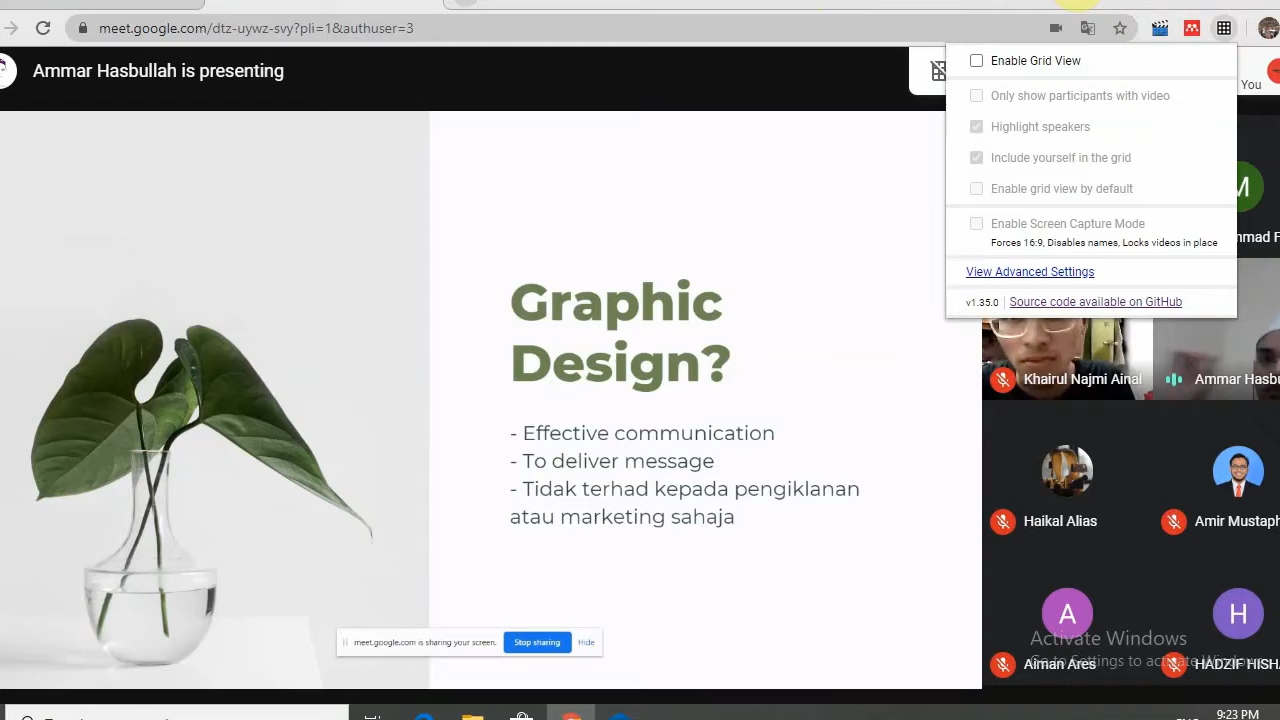 meet.google.com/dtz-uywz-svy?pli=1&authuser=3
Ammar Hasbullah is presenting
You
Enable Grid View
Only show participants with video
Highlight speakers
Include yourself in the grid
Enable grid view by default
Enable Screen Capture Mode
Forces 16:9, Disables names, Locks videos in place
View Advanced Settings
v1.35.0 Source code available on GitHub
M
Graphic
Design?
- Effective communication
- To deliver message
- Tidak terhad kepada pengiklanan
atau marketing sahaja
meet.google.com is sharing your screen. Stop sharing Hide
Khairul Najmi Ainal
Ammar Hasbu
Haikal Alias
Amir Mustaph
A
H
Activate Windows
Aiman Ares
HADZIF HISHA
9:23 PM